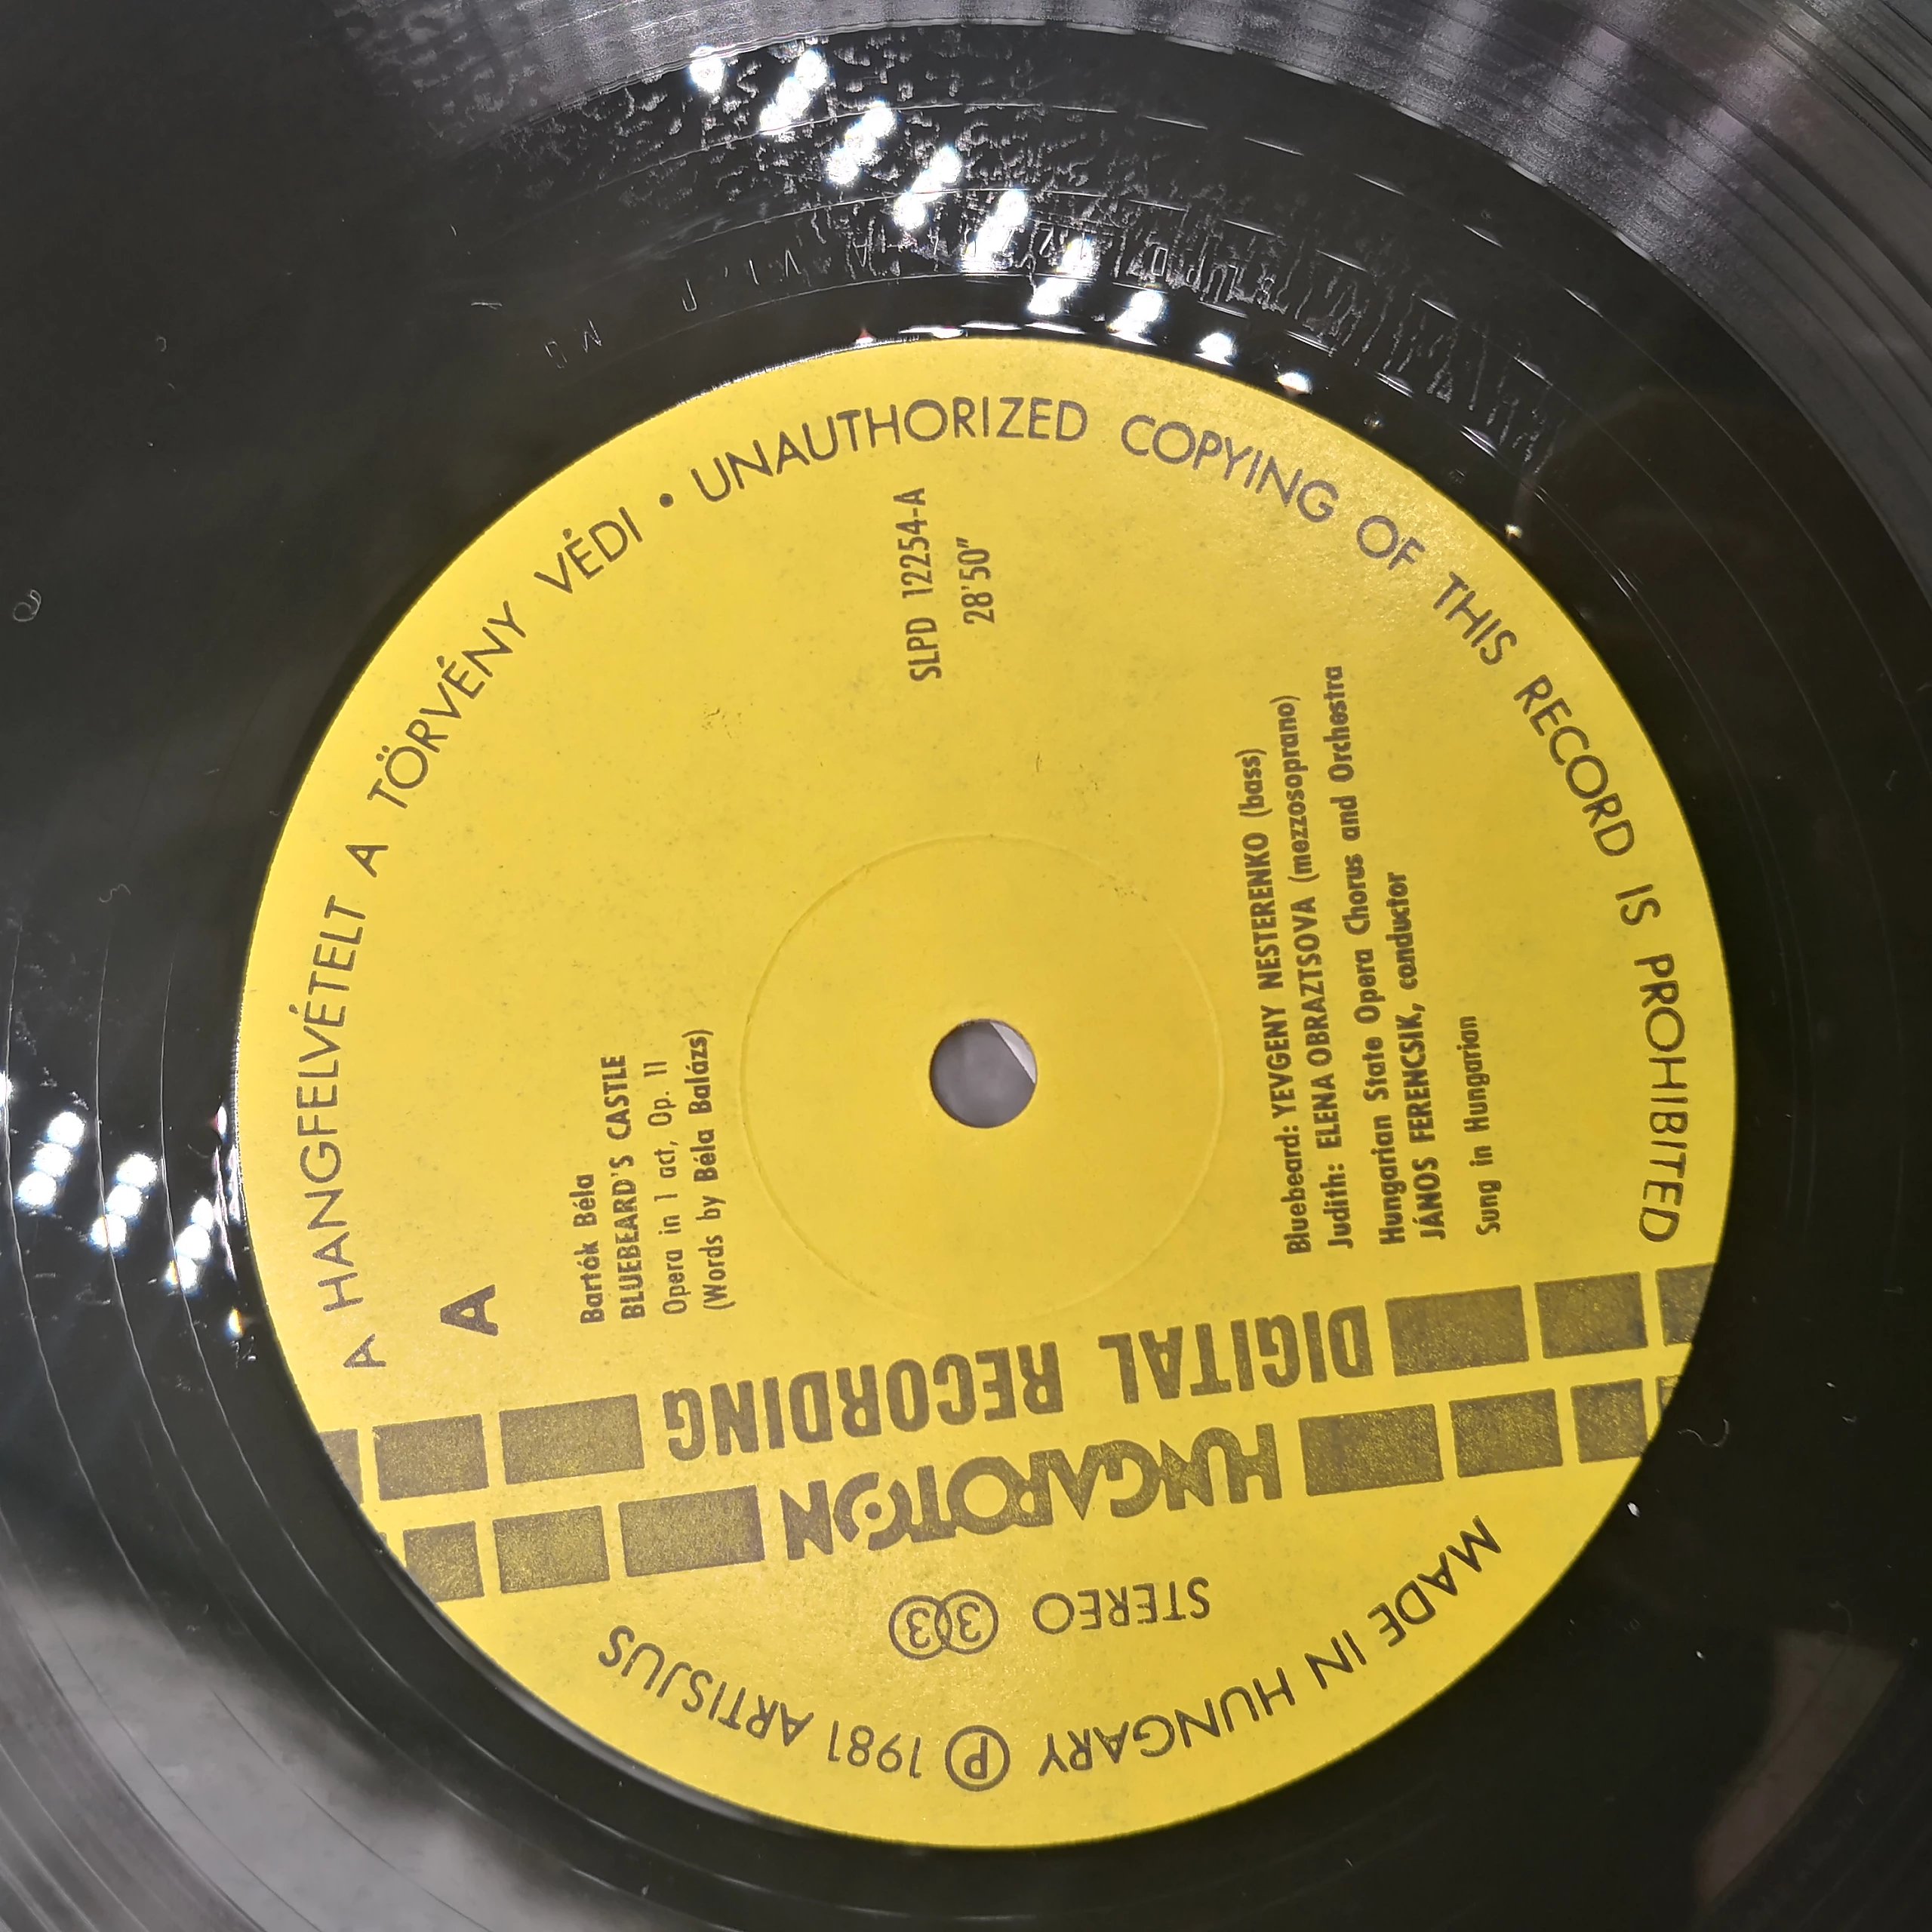 A HANGFELVÉTELT A TÖRVÉNY VÉDI • UNAUTHORIZED COPYING OF THIS RECORD IS PROHIBITED
A
SLPD 12254-A
28'50"
Bartók Béla
BLUEBEARD'S CASTLE
Opera in 1 act, Op. 11
(Words by Béla Balázs)
Bluebeard: YEVGENY NESTERENKO (bass)
Judith: ELENA OBRAZTSOVA (mezzosoprano)
Hungarian State Opera Chorus and Orchestra
JÁNOS FERENCSIK, conductor
Sung in Hungarian
DIGITAL RECORDING
HUNGAROTON
STEREO 33
MADE IN HUNGARY Ⓟ 1981 ARTISJUS